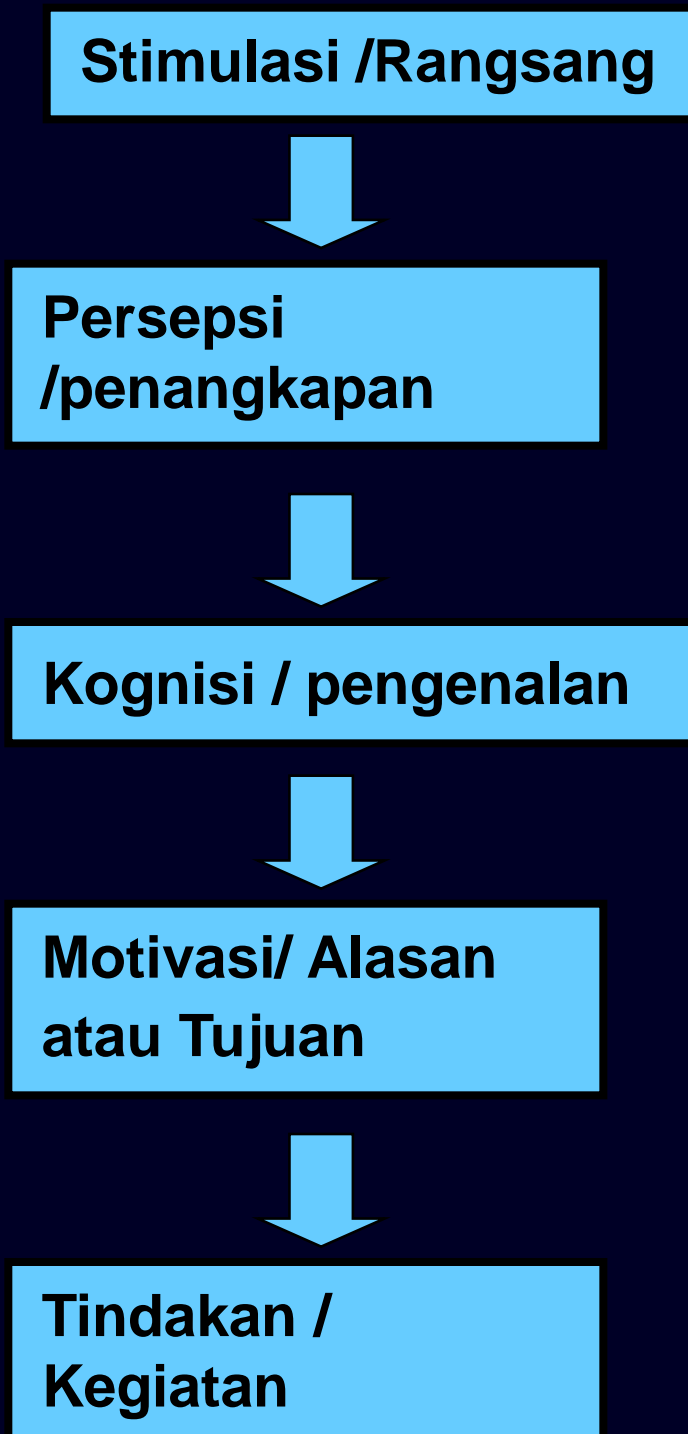 Stimulasi /Rangsang
Persepsi
/penangkapan
Kognisi / pengenalan
Motivasi/ Alasan
atau Tujuan
Tindakan /
Kegiatan